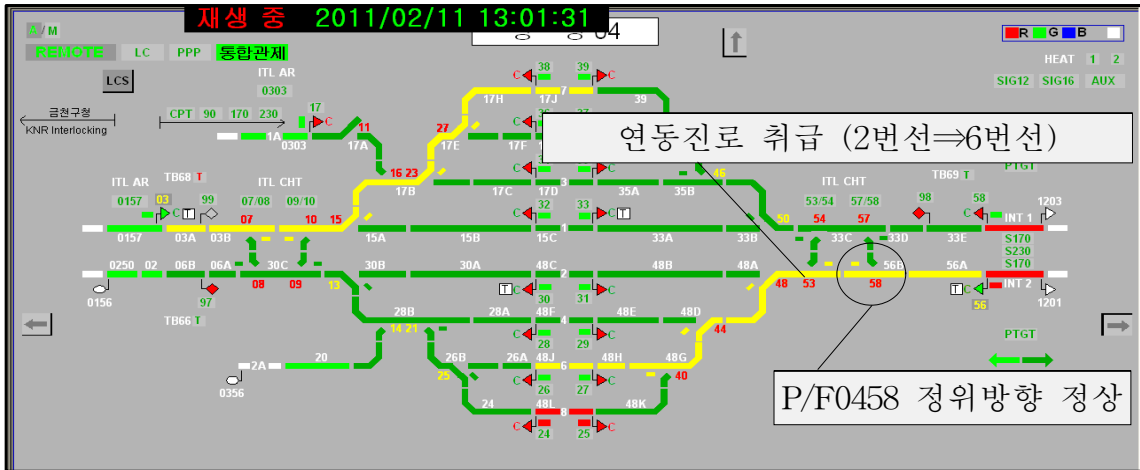 재생 중 2011/02/11 13:01:31
/M
REMOTE LC PPP 통합관제
04
R G B
HEAT 1 2
SIG12 SIG16 AUX
LCS
ITL AR
0303
금천구청
KNR Interlocking
CPT 90 170 230
17
C
38 39
C C
17H 17J 7 39
11
27
1A 0303 17A
17E 17F
연동진로 취급 (2번선⇒6번선)
PTGT
16 23
17B 17C 17D 3 35A 35B 46
ITL AR TB68 T ITL CHT
0157 03 C T 99 07/08 09/10
32 33
C C T
ITL CHT TB69 T
53/54 57/58 98 58 1203
C
07 10 15 50 54 57 INT 1
0157 03A 03B 15A 15B 15C 1 33A 33B 33C 33D 33E
S170
S230
S170
0250 02 06B 06A 30C 30B 30A 48C 2 48B 48A 56B 56A
08 09 13 48 53 58 INT 2
0156 97 T C C T C 1201
30 31 56
TB66 T
28B 28A 48F 4 48E 48D
14 21 44
C C
28 29
PTGT
2A 20 26B 26A 48J 6 48H 48G
25 40
0356
C C
26 27
24 48L 8 48K
C C
24 25
P/F0458 정위방향 정상